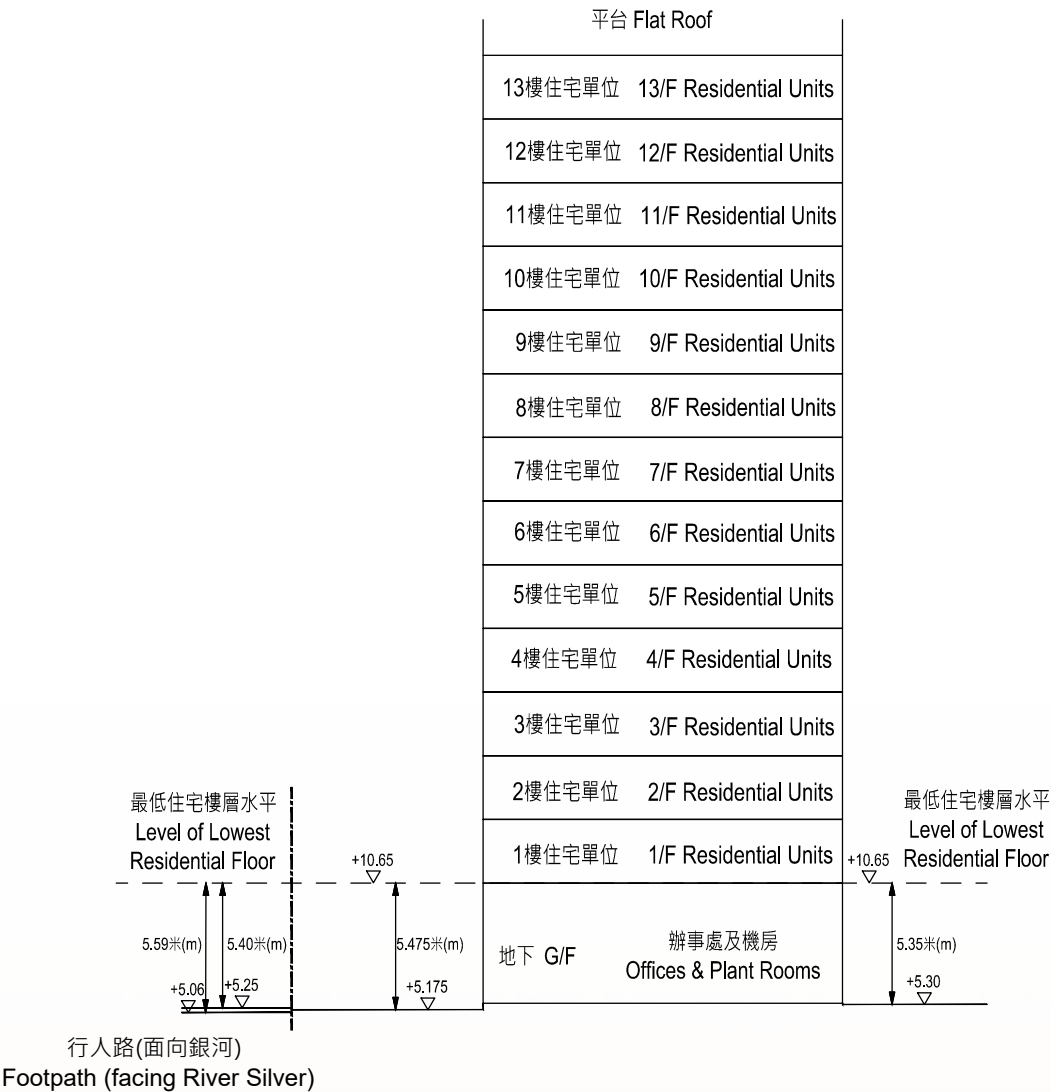 平台 Flat Roof
13樓住宅單位 13/F Residential Units
12樓住宅單位 12/F Residential Units
11樓住宅單位 11/F Residential Units
10樓住宅單位 10/F Residential Units
9樓住宅單位 9/F Residential Units
8樓住宅單位 8/F Residential Units
7樓住宅單位 7/F Residential Units
6樓住宅單位 6/F Residential Units
5樓住宅單位 5/F Residential Units
4樓住宅單位 4/F Residential Units
3樓住宅單位 3/F Residential Units
2樓住宅單位 2/F Residential Units
1樓住宅單位 1/F Residential Units
最低住宅樓層水平
Level of Lowest
Residential Floor
+10.65
+10.65
最低住宅樓層水平
Level of Lowest
Residential Floor
5.59米(m)
5.40米(m)
5.475米(m)
地下 G/F
辦事處及機房
Offices & Plant Rooms
5.35米(m)
+5.06
+5.25
+5.175
+5.30
行人路(面向銀河)
Footpath (facing River Silver)